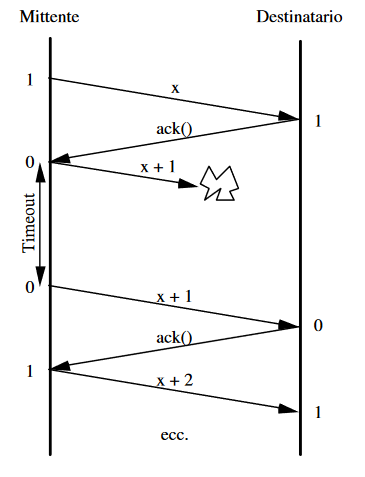 Mittente Destinatario
1
x
1
ack()
0
x + 1
Timeout
0
x + 1
0
ack()
1
x + 2
1
ecc.